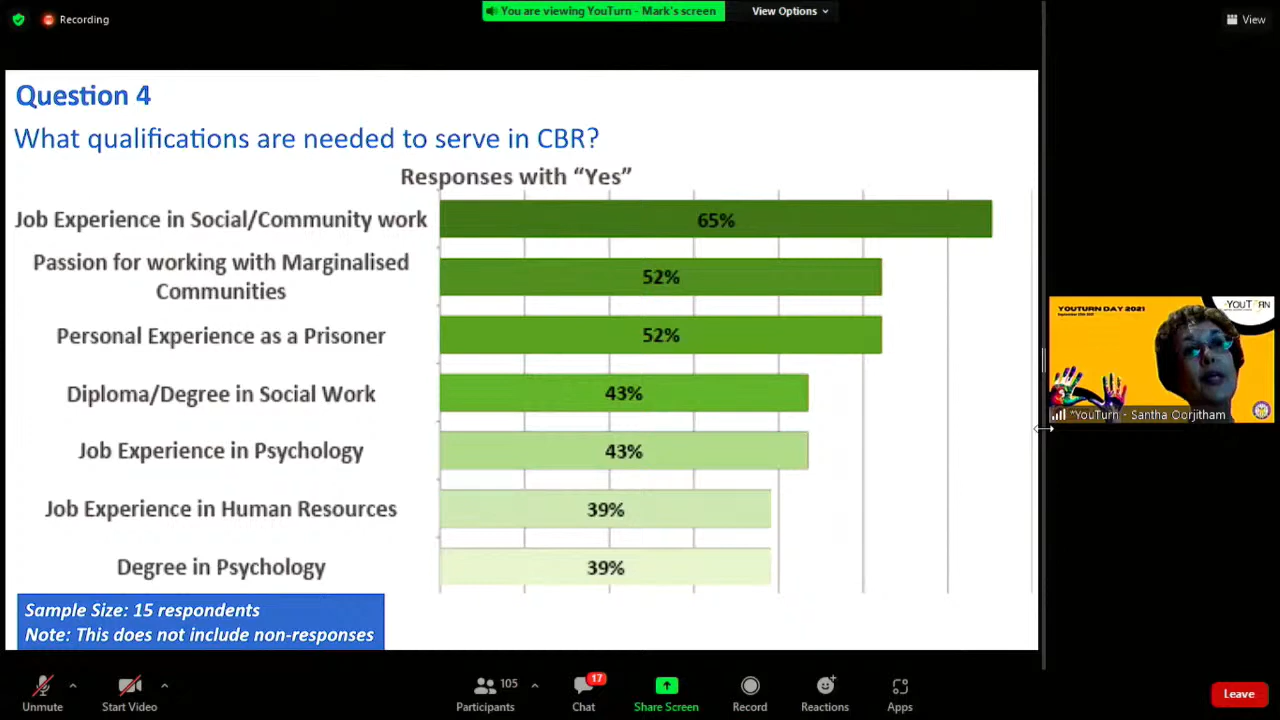 Recording
You are viewing YouTurn - Mark's screen
View Options
View
Question 4
What qualifications are needed to serve in CBR?
Responses with “Yes”
Job Experience in Social/Community work
65%
Passion for working with Marginalised
Communities
52%
Personal Experience as a Prisoner
52%
Diploma/Degree in Social Work
43%
Job Experience in Psychology
43%
Job Experience in Human Resources
39%
Degree in Psychology
39%
Sample Size: 15 respondents
Note: This does not include non-responses
YOUTURN DAY 2021
YOUTURN
"YouTurn - Santha Oorjitham
Unmute
Start Video
105
Participants
17
Chat
Share Screen
Record
Reactions
Apps
Leave